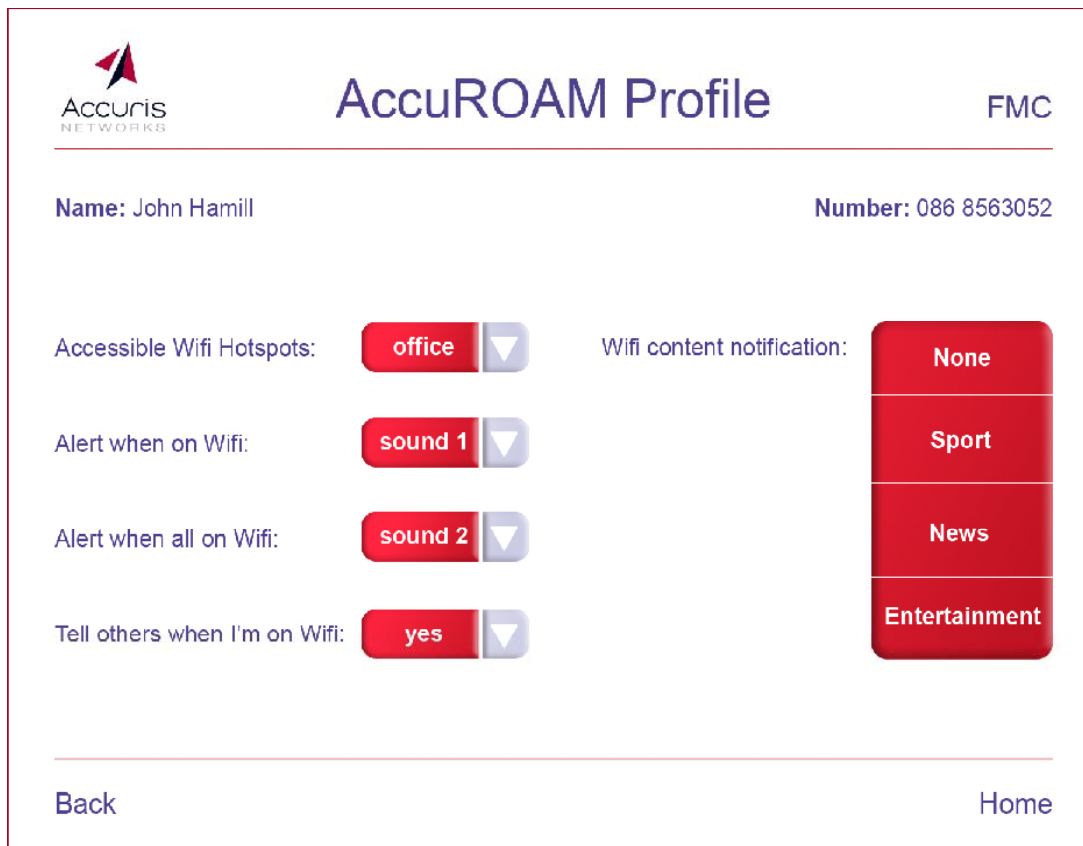 Accuris
NETWORKS
AccuROAM Profile
FMC
Name: John Hamill
Number: 086 8563052
Accessible Wifi Hotspots:
office
Alert when on Wifi:
sound 1
Alert when all on Wifi:
sound 2
Tell others when I'm on Wifi:
yes
Wifi content notification:
None
Sport
News
Entertainment
Back
Home